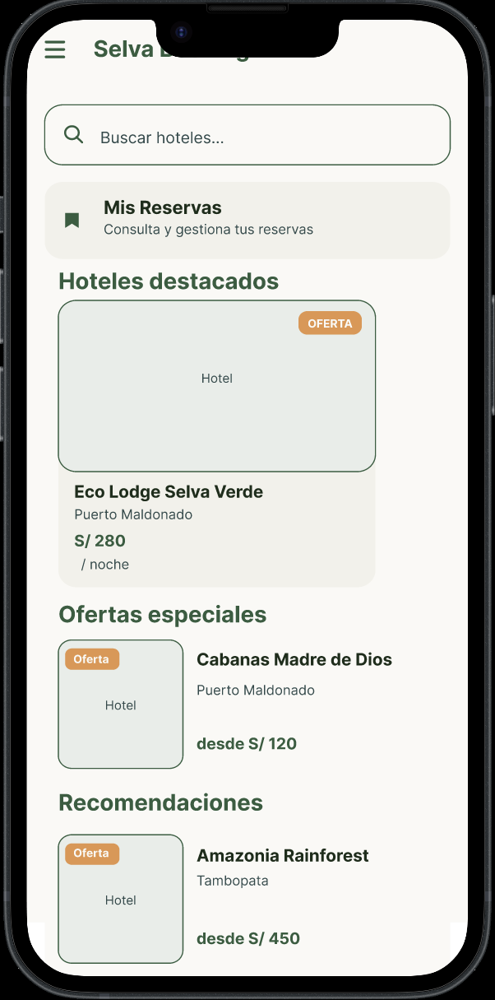 Selva
Buscar hoteles...
Mis Reservas
Consulta y gestiona tus reservas
Hoteles destacados
OFERTA
Hotel
Eco Lodge Selva Verde
Puerto Maldonado
S/ 280
/ noche
Ofertas especiales
Oferta
Hotel
Cabanas Madre de Dios
Puerto Maldonado
desde S/ 120
Recomendaciones
Oferta
Hotel
Amazonia Rainforest
Tambopata
desde S/ 450